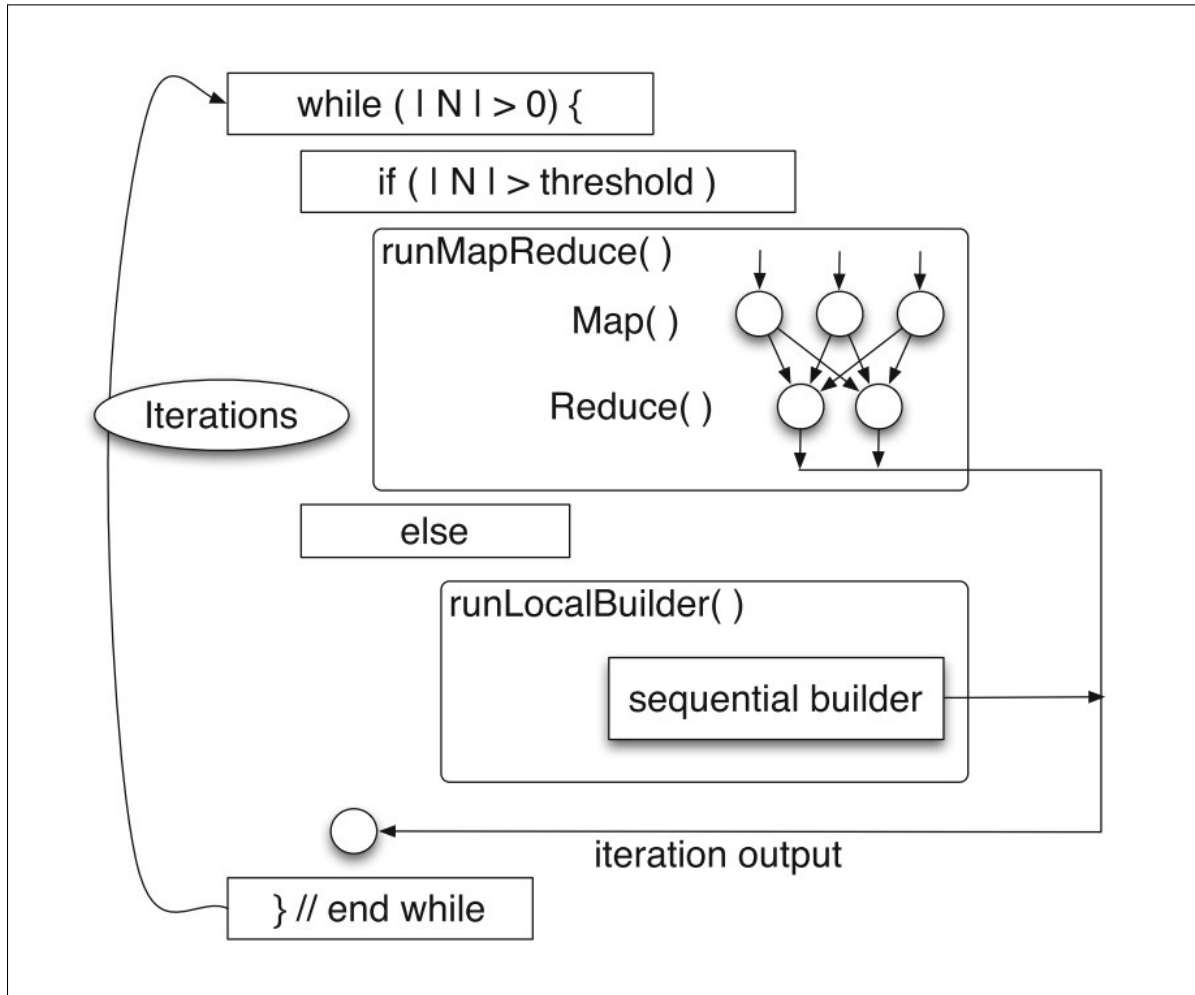 while ( | N | > 0) {
if ( | N | > threshold )
runMapReduce( )
Map( )
Reduce( )
Iterations
else
runLocalBuilder( )
sequential builder
iteration output
} // end while